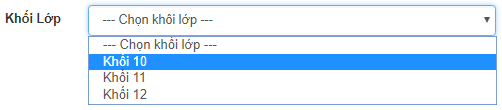 Khối Lớp
--- Chọn khối lớp ---
--- Chọn khối lớp ---
Khối 10
Khối 11
Khối 12